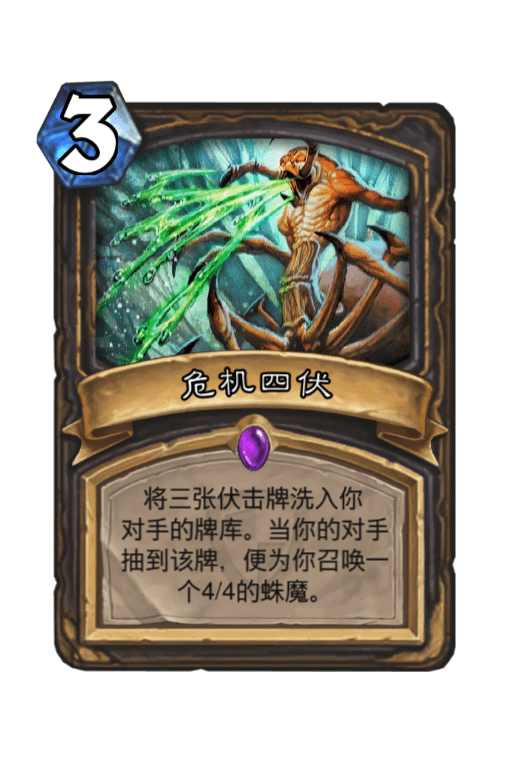 3
危机四伏
将三张伏击牌洗入你
对手的牌库。当你的对手
抽到该牌，便为你召唤一
个4/4的蛛魔。